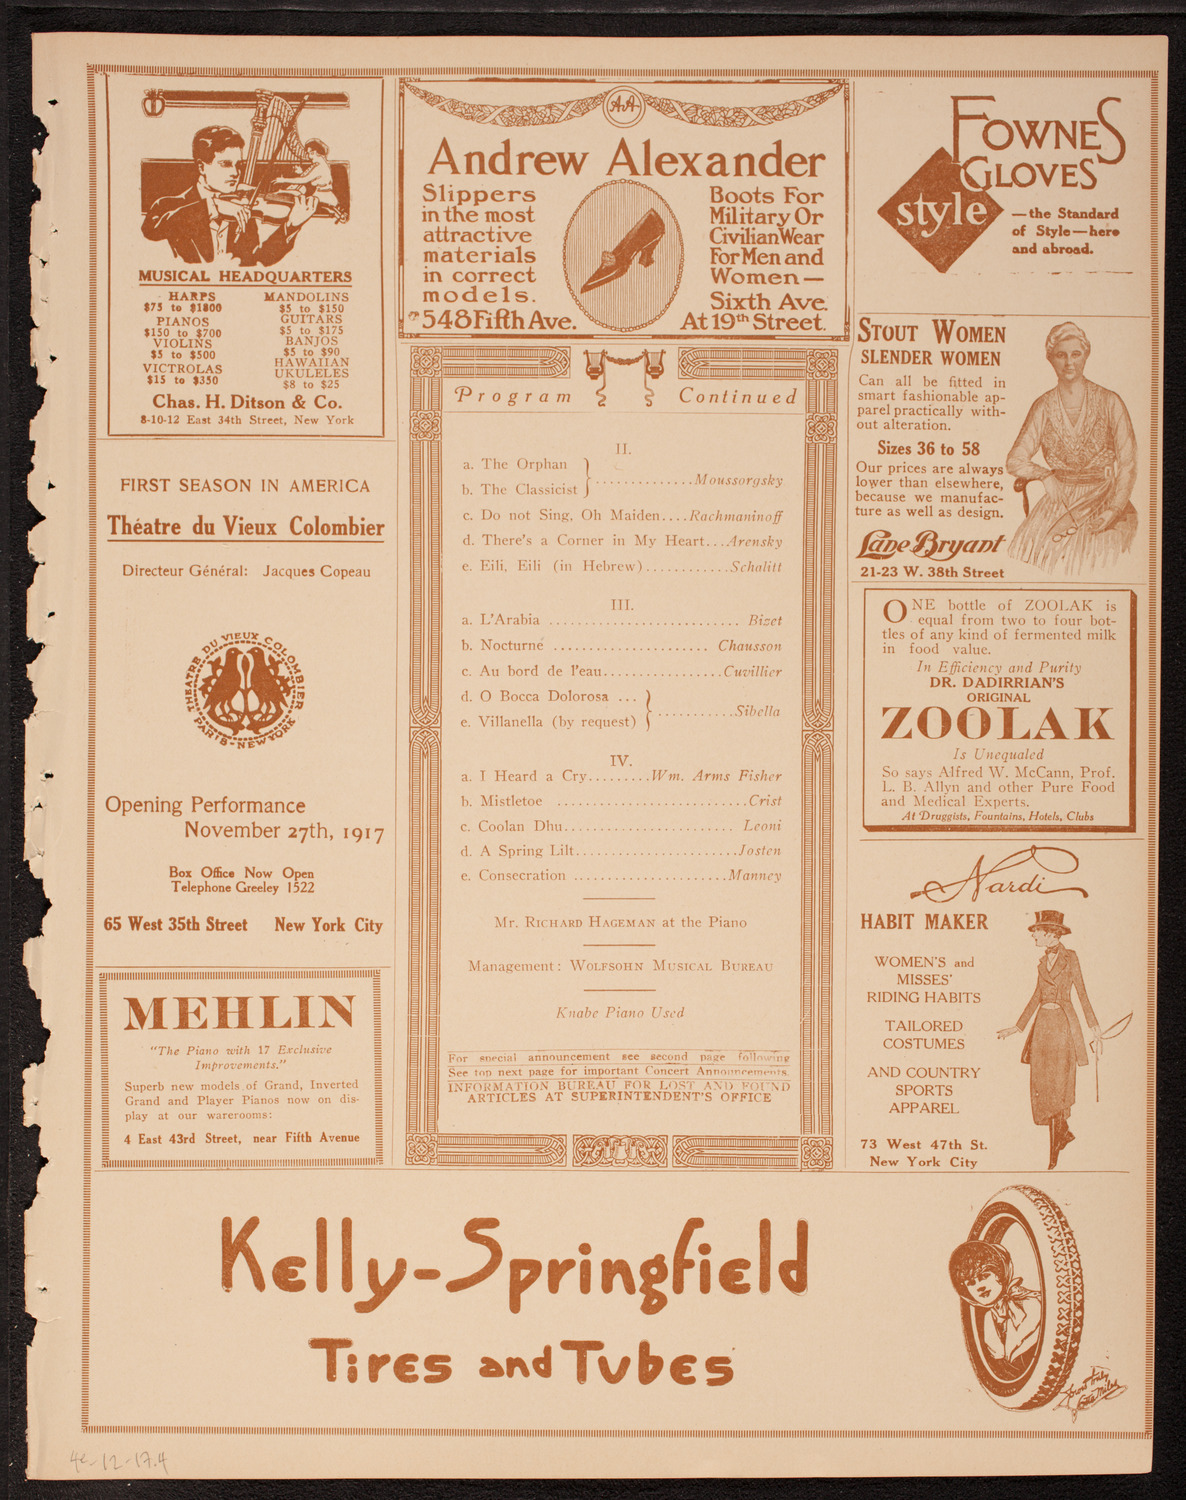 MUSICAL HEADQUARTERS
HARPS
$75 to $1800
PIANOS
$150 to $700
VIOLINS
$5 to $500
VICTROLAS
$15 to $350
MANDOLINS
$5 to $150
GUITARS
$5 to $175
BANJOS
$5 to $90
HAWAIIAN
UKULELES
$8 to $25
Chas. H. Ditson & Co.
8-10-12 East 34th Street, New York
FIRST SEASON IN AMERICA
Théatre du Vieux Colombier
Directeur Général: Jacques Copeau
THEATRE DU VIEUX COLOMBIER
PARIS-NEWYORK
Opening Performance
November 27th, 1917
Box Office Now Open
Telephone Greeley 1522
65 West 35th Street New York City
MEHLIN
"The Piano with 17 Exclusive
Improvements."
Superb new models of Grand, Inverted
Grand and Player Pianos now on dis-
play at our warerooms:
4 East 43rd Street, near Fifth Avenue
AA
Andrew Alexander
Slippers
in the most
attractive
materials
in correct
models.
548 Fifth Ave.
Boots For
Military Or
Civilian Wear
For Men and
Women—
Sixth Ave.
At 19th Street.
Program Continued
II.
a. The Orphan
b. The Classicist ..............Moussorgsky
c. Do not Sing, Oh Maiden....Rachmaninoff
d. There's a Corner in My Heart...Arensky
e. Eili, Eili (in Hebrew)............Schalitt
III.
a. L'Arabia ........................... Bizet
b. Nocturne ...................... Chausson
c. Au bord de l'eau.................Cuvillier
d. O Bocca Dolorosa ...
e. Villanella (by request) ...........Sibella
IV.
a. I Heard a Cry.........Wm. Arms Fisher
b. Mistletoe ...........................Crist
c. Coolan Dhu........................ Leoni
d. A Spring Lilt.......................Josten
e. Consecration ......................Manney
Mr. RICHARD HAGEMAN at the Piano
Management: WOLFSOHN MUSICAL BUREAU
Knabe Piano Used
For special announcement see second page following
See top next page for important Concert Announcements.
INFORMATION BUREAU FOR LOST AND FOUND
ARTICLES AT SUPERINTENDENT'S OFFICE
FOWNES
GLOVES
style
—the Standard
of Style—here
and abroad.
STOUT WOMEN
SLENDER WOMEN
Can all be fitted in
smart fashionable ap-
parel practically with-
out alteration.
Sizes 36 to 58
Our prices are always
lower than elsewhere,
because we manufac-
ture as well as design.
Lane Bryant
21-23 W. 38th Street
ONE bottle of ZOOLAK is
equal from two to four bot-
tles of any kind of fermented milk
in food value.
In Efficiency and Purity
DR. DADIRRIAN'S
ORIGINAL
ZOOLAK
Is Unequaled
So says Alfred W. McCann, Prof.
L. B. Allyn and other Pure Food
and Medical Experts.
At Druggists, Fountains, Hotels, Clubs
Nardi
HABIT MAKER
WOMEN'S and
MISSES'
RIDING HABITS
TAILORED
COSTUMES
AND COUNTRY
SPORTS
APPAREL
73 West 47th St.
New York City
Kelly-Springfield
Tires and Tubes